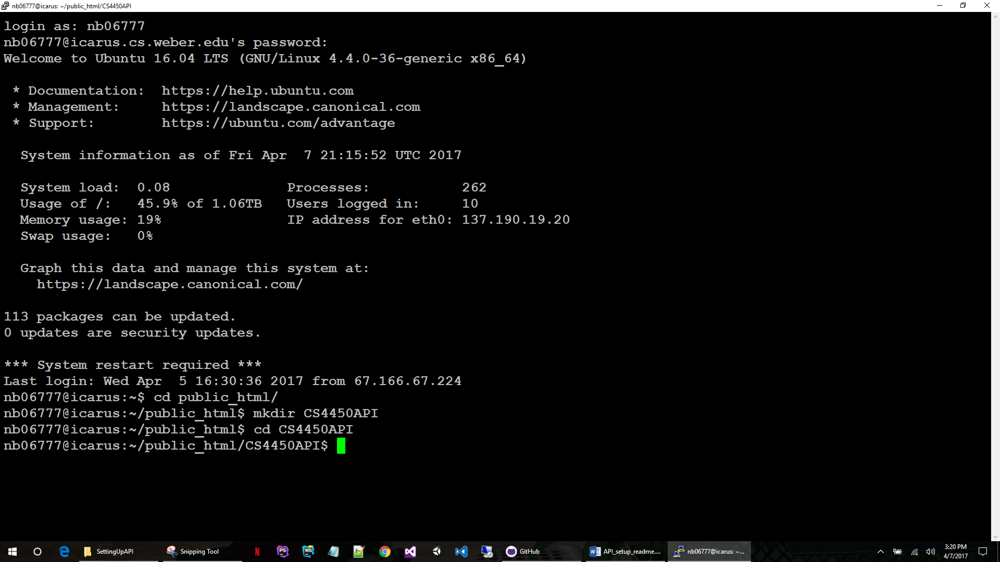 nb06777@icarus: ~/public_html/CS4450API
login as: nb06777
nb06777@icarus.cs.weber.edu's password:
Welcome to Ubuntu 16.04 LTS (GNU/Linux 4.4.0-36-generic x86_64)
* Documentation:  https://help.ubuntu.com
* Management:     https://landscape.canonical.com
* Support:        https://ubuntu.com/advantage
System information as of Fri Apr  7 21:15:52 UTC 2017
System load:  0.08              Processes:           262
Usage of /:   45.9% of 1.06TB   Users logged in:     10
Memory usage: 19%               IP address for eth0: 137.190.19.20
Swap usage:   0%
Graph this data and manage this system at:
https://landscape.canonical.com/
113 packages can be updated.
0 updates are security updates.
*** System restart required ***
Last login: Wed Apr  5 16:30:36 2017 from 67.166.67.224
nb06777@icarus:~$ cd public_html/
nb06777@icarus:~/public_html$ mkdir CS4450API
nb06777@icarus:~/public_html$ cd CS4450API
nb06777@icarus:~/public_html/CS4450API$
SettingUpAPI Snipping Tool N PS WS GitHub API_setup_readme.... nb06777@icarus: ~... 3:20 PM
4/7/2017